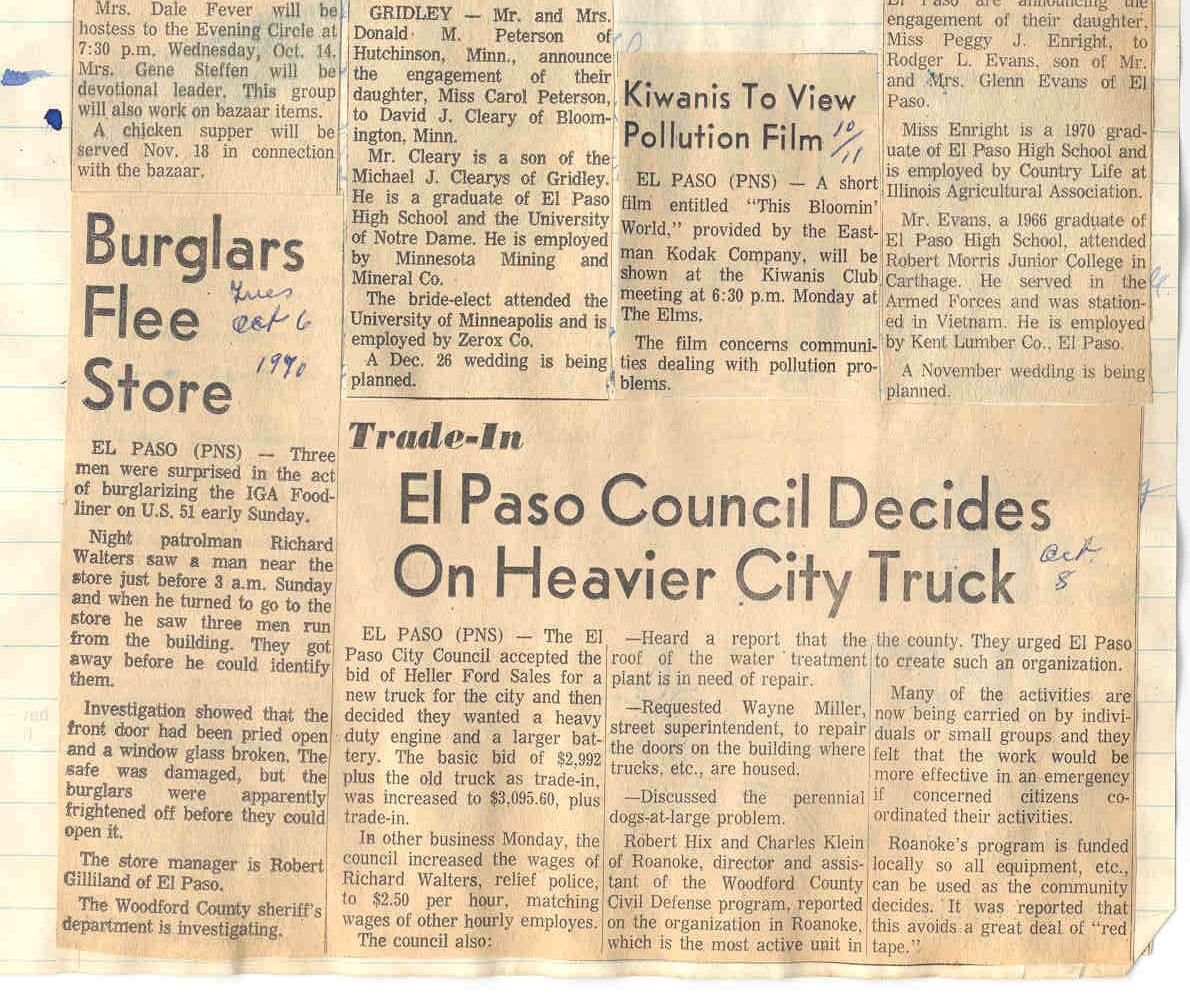 Mrs. Dale Fever will be
hostess to the Evening Circle at
7:30 p.m. Wednesday, Oct. 14.
Mrs. Gene Steffen will be
devotional leader. This group
will also work on bazaar items.
A chicken supper will be
served Nov. 18 in connection
with the bazaar.
Burglars
Flee
Store
Tues
Oct 6
1970
EL PASO (PNS) — Three
men were surprised in the act
of burglarizing the IGA Food-
liner on U.S. 51 early Sunday.
Night patrolman Richard
Walters saw a man near the
store just before 3 a.m. Sunday
and when he turned to go to the
store he saw three men run
from the building. They got
away before he could identify
them.
Investigation showed that the
front door had been pried open
and a window glass broken. The
safe was damaged, but the
burglars were apparently
frightened off before they could
open it.
The store manager is Robert
Gilliland of El Paso.
The Woodford County sheriff's
department is investigating.
GRIDLEY — Mr. and Mrs.
Donald M. Peterson of
Hutchinson, Minn., announce
the engagement of their
daughter, Miss Carol Peterson,
to David J. Cleary of Bloom-
ington, Minn.
Mr. Cleary is a son of the
Michael J. Clearys of Gridley.
He is a graduate of El Paso
High School and the University
of Notre Dame. He is employed
by Minnesota Mining and
Mineral Co.
The bride-elect attended the
University of Minneapolis and is
employed by Zerox Co.
A Dec. 26 wedding is being
planned.
Kiwanis To View
Pollution Film
10/11
EL PASO (PNS) — A short
film entitled "This Bloomin'
World," provided by the East-
man Kodak Company, will be
shown at the Kiwanis Club
meeting at 6:30 p.m. Monday at
The Elms.
The film concerns communi-
ties dealing with pollution pro-
blems.
El Paso are announcing the
engagement of their daughter,
Miss Peggy J. Enright, to
Rodger L. Evans, son of Mr.
and Mrs. Glenn Evans of El
Paso.
Miss Enright is a 1970 grad-
uate of El Paso High School and
is employed by Country Life at
Illinois Agricultural Association.
Mr. Evans, a 1966 graduate of
El Paso High School, attended
Robert Morris Junior College in
Carthage. He served in the
Armed Forces and was station-
ed in Vietnam. He is employed
by Kent Lumber Co., El Paso.
A November wedding is being
planned.
Trade-In
El Paso Council Decides
On Heavier City Truck
Oct.
8
EL PASO (PNS) — The El
Paso City Council accepted the
bid of Heller Ford Sales for a
new truck for the city and then
decided they wanted a heavy
duty engine and a larger bat-
tery. The basic bid of $2,992
plus the old truck as trade-in,
was increased to $3,095.60, plus
trade-in.
In other business Monday, the
council increased the wages of
Richard Walters, relief police,
to $2.50 per hour, matching
wages of other hourly employes.
The council also:
—Heard a report that the
roof of the water treatment
plant is in need of repair.
—Requested Wayne Miller,
street superintendent, to repair
the doors on the building where
trucks, etc., are housed.
—Discussed the perennial
dogs-at-large problem.
Robert Hix and Charles Klein
of Roanoke, director and assis-
tant of the Woodford County
Civil Defense program, reported
on the organization in Roanoke,
which is the most active unit in
the county. They urged El Paso
to create such an organization.
Many of the activities are
now being carried on by indivi-
duals or small groups and they
felt that the work would be
more effective in an emergency
if concerned citizens co-
ordinated their activities.
Roanoke's program is funded
locally so all equipment, etc.,
can be used as the community
decides. It was reported that
this avoids a great deal of "red
tape."